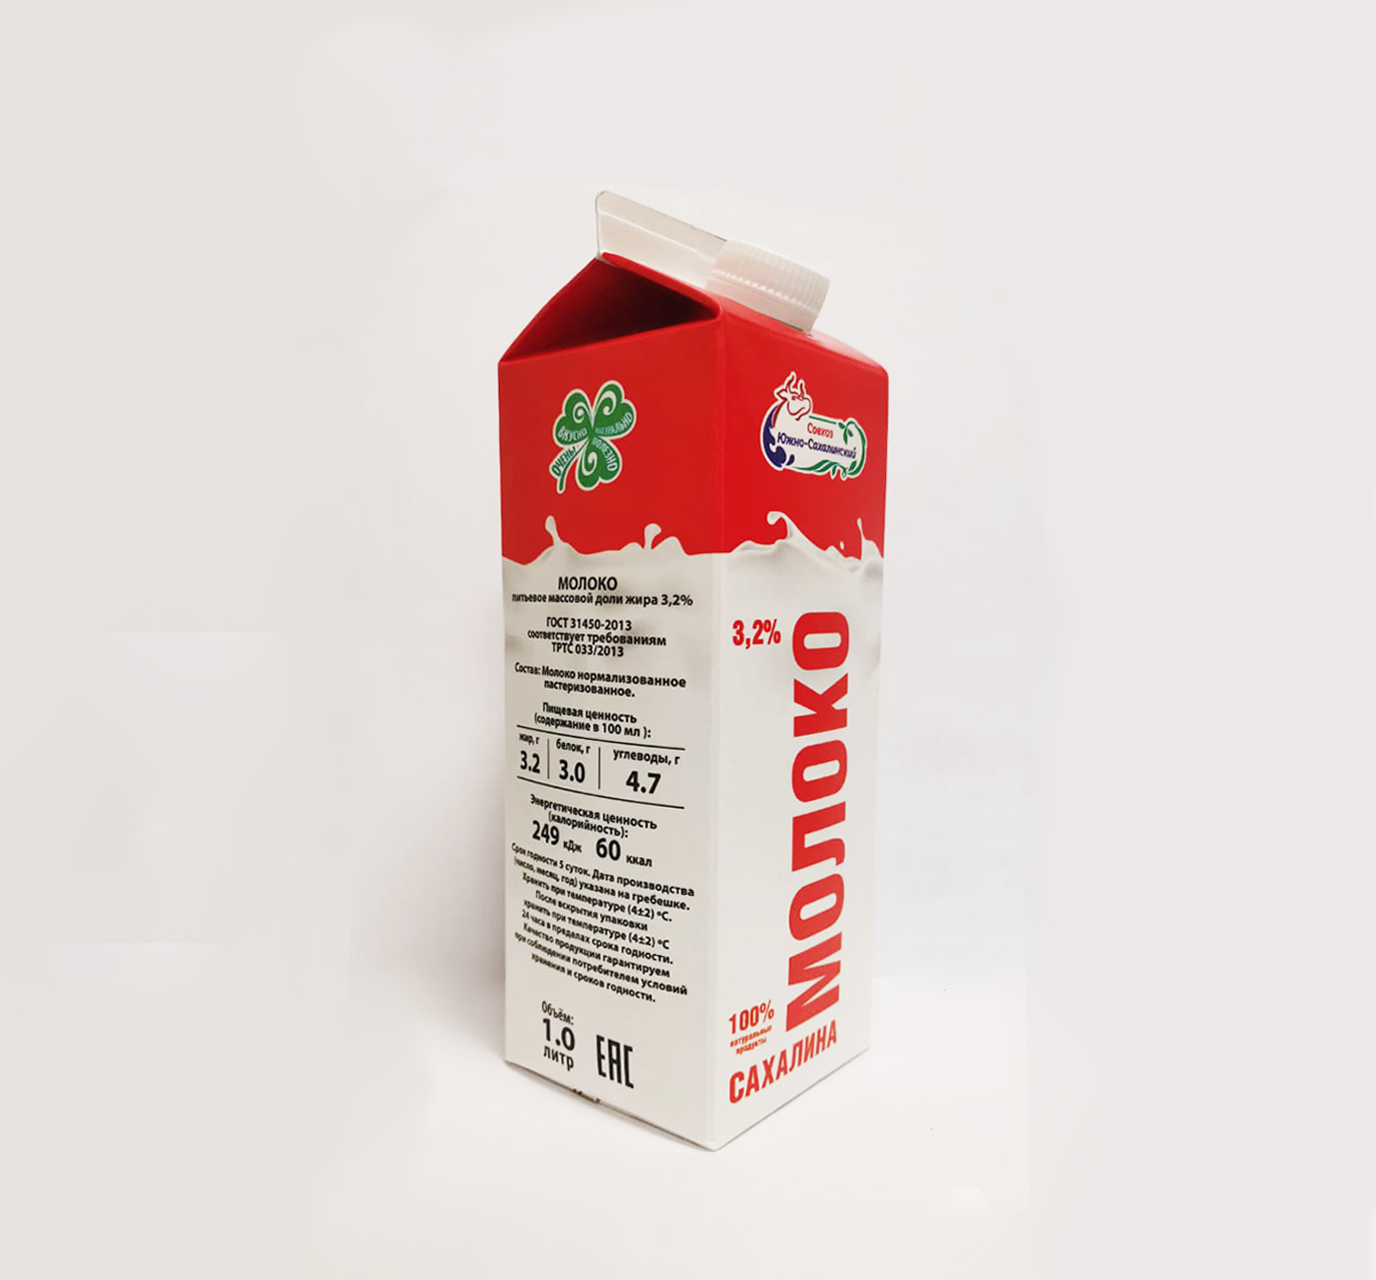 ОЧЕНЬ
ВКУСНО
НАТУРАЛЬНО
ПОЛЕЗНО
МОЛОКО
питьевое массовой доли жира 3,2%
ГОСТ 31450-2013
соответствует требованиям
ТРТС 033/2013
Состав: Молоко нормализованное
пастеризованное.
Пищевая ценность
(содержание в 100 мл ):
жир, г белок, г углеводы, г
3.2 3.0 4.7
Энергетическая ценность
(калорийность):
249 кДж 60 ккал
Срок годности 5 суток. Дата производства
(число, месяц, год) указана на гребешке.
Хранить при температуре (4±2) °С.
После вскрытия упаковки
хранить при температуре (4±2) °С
24 часа в пределах срока годности.
Качество продукции гарантируем
при соблюдении потребителем условий
хранения и сроков годности.
Объём:
1.0
литр
ЕАС
Совхоз
Южно-Сахалинский
3,2%
МОЛОКО
100%
натуральные
продукты
САХАЛИНА